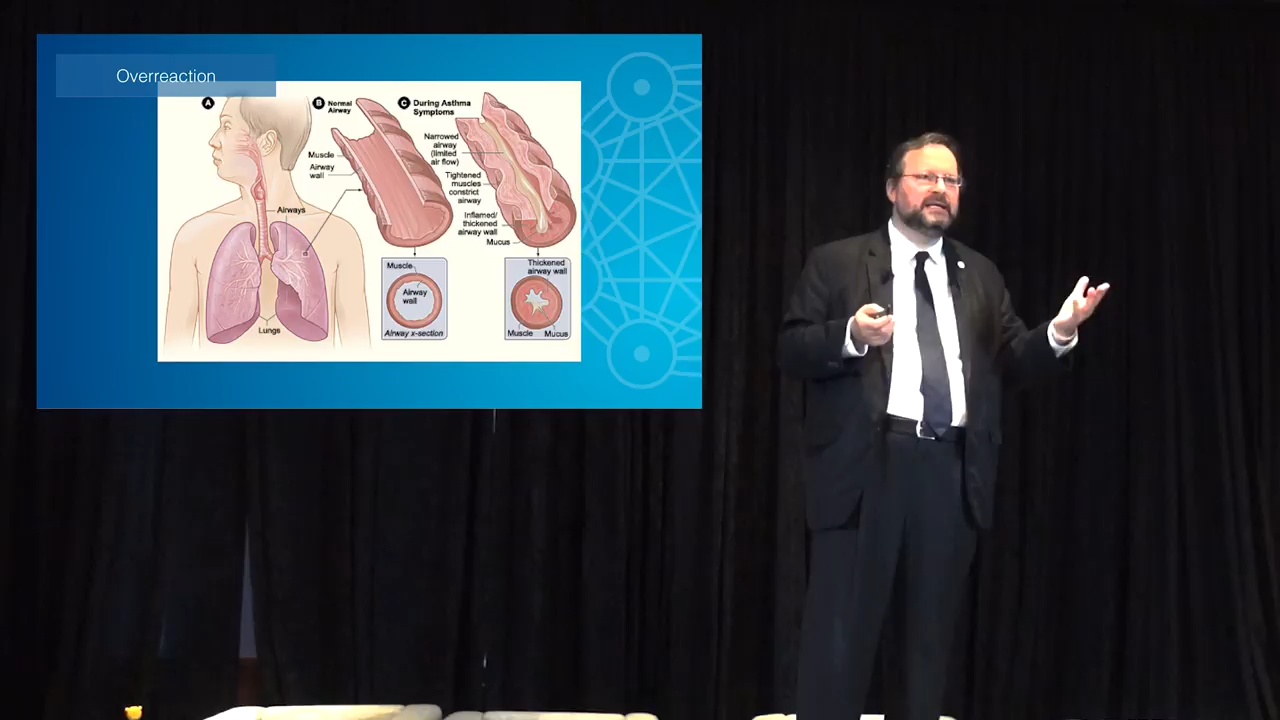 Overreaction
A
B Normal
Airway
C During Asthma
Symptoms
Muscle
Airway
wall
Airways
Lungs
Narrowed
airway
(limited
air flow)
Tightened
muscles
constrict
airway
Inflamed/
thickened
airway wall
Mucus
Muscle
Airway
wall
Airway x-section
Thickened
airway wall
Muscle Mucus